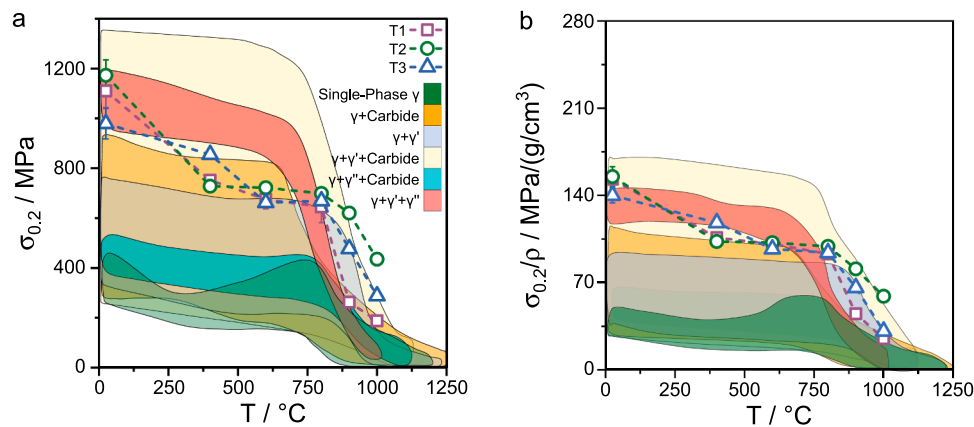 a
T1
T2
T3
Single-Phase γ
γ+Carbide
γ+γ'
γ+γ'+Carbide
γ+γ''+Carbide
γ+γ'+γ''
σ0.2 / MPa
1200
800
400
0
0 250 500 750 1000 1250
T / °C
b
σ0.2/ρ / MPa/(g/cm³)
280
210
140
70
0
0 250 500 750 1000 1250
T / °C